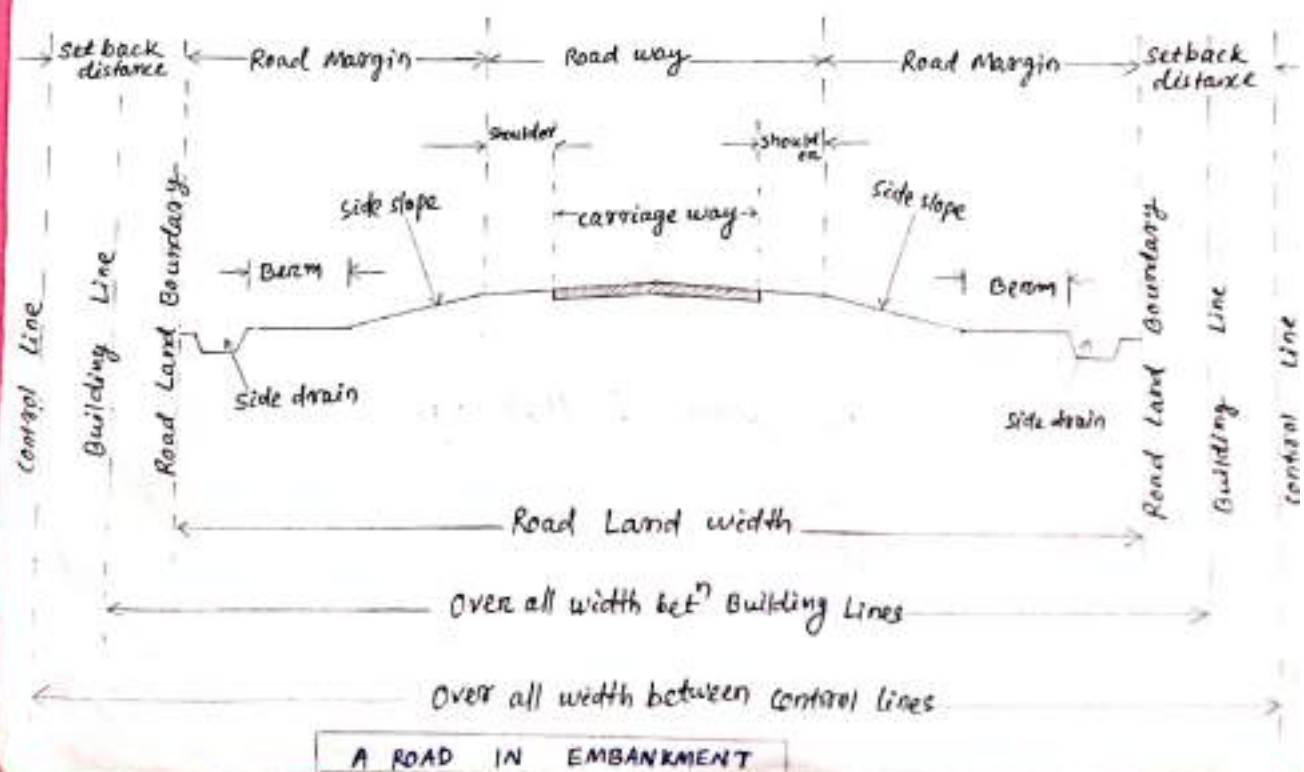 Set back
distance
Road Margin
Road way
Road Margin
Setback
distance
shoulder
should
er
side slope
carriage way
Side slope
Berm
Berm
Control Line
Building Line
Road Land Boundary
side drain
Side drain
Road Land Boundary
Building Line
Control Line
Road Land width
Over all width betn Building Lines
Over all width between control lines
A ROAD IN EMBANKMENT